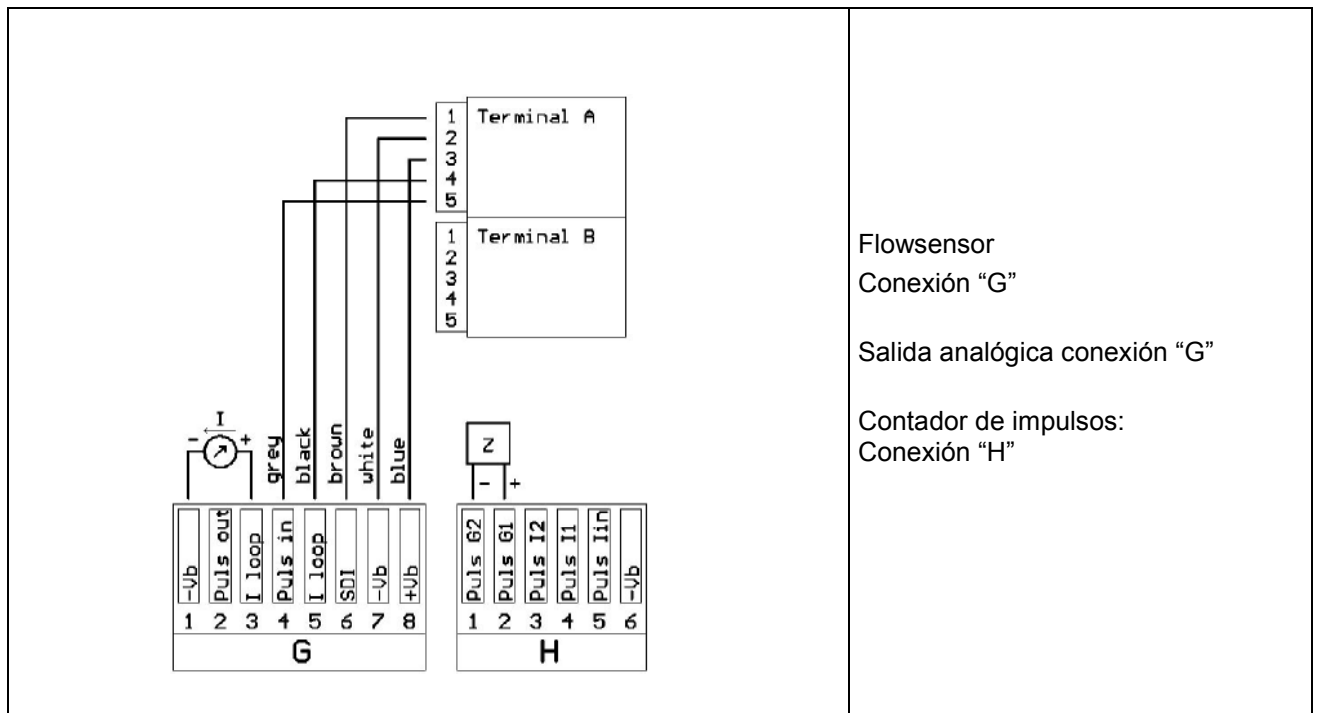 1 Terminal A
2
3
4
5
1 Terminal B
2
3
4
5
I
- +
grey
black
brown
white
blue
Z
- +
-Vb
Puls out
I loop
Puls in
I loop
SDI
-Vb
+Vb
1 2 3 4 5 6 7 8
G
Puls G2
Puls G1
Puls I2
Puls I1
Puls Iin
-Vb
1 2 3 4 5 6
H
Flowsensor
Conexión “G”
Salida analógica conexión “G”
Contador de impulsos:
Conexión “H”